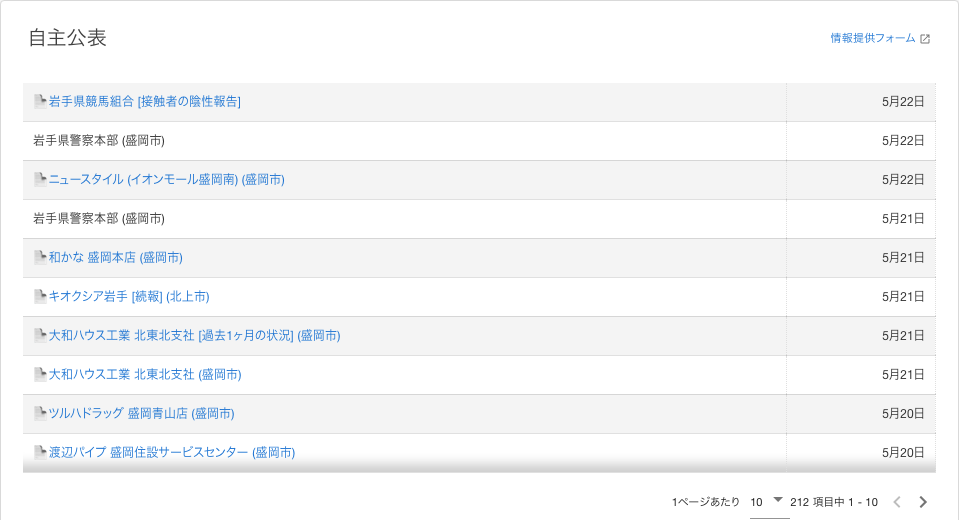 自主公表
情報提供フォーム
岩手県競馬組合 [接触者の陰性報告] 5月22日
岩手県警察本部 (盛岡市) 5月22日
ニュースタイル (イオンモール盛岡南) (盛岡市) 5月22日
岩手県警察本部 (盛岡市) 5月21日
和かな 盛岡本店 (盛岡市) 5月21日
キオクシア岩手 [続報] (北上市) 5月21日
大和ハウス工業 北東北支社 [過去1ヶ月の状況] (盛岡市) 5月21日
大和ハウス工業 北東北支社 (盛岡市) 5月21日
ツルハドラッグ 盛岡青山店 (盛岡市) 5月20日
渡辺パイプ 盛岡住設サービスセンター (盛岡市) 5月20日
1ページあたり 10 212 項目中 1 - 10